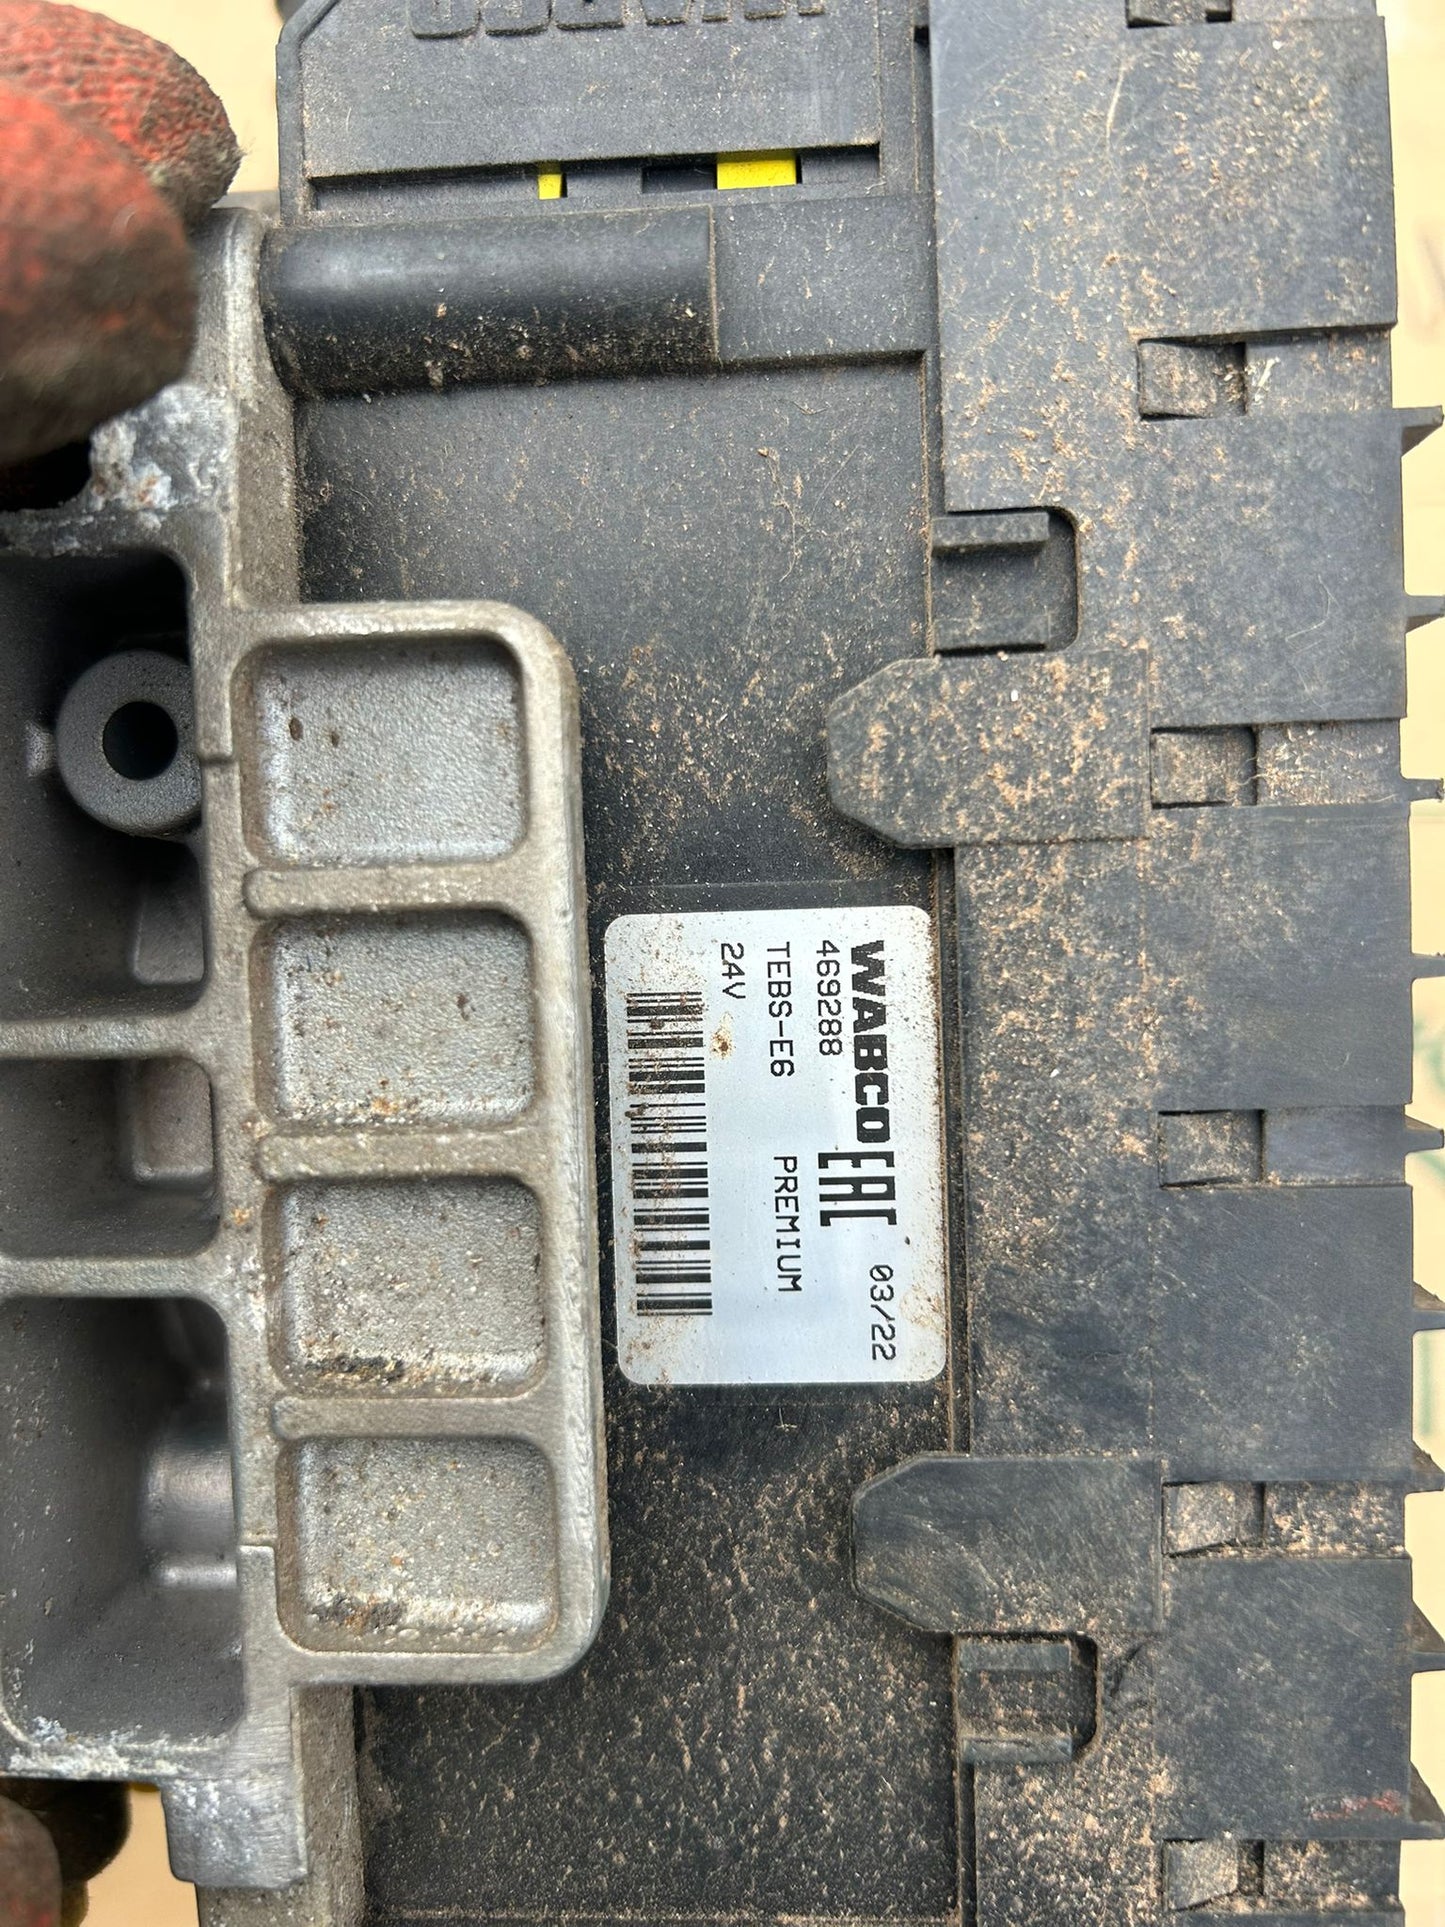 WABCO EAC 03/22
469288
TEBS-E6 PREMIUM
24V